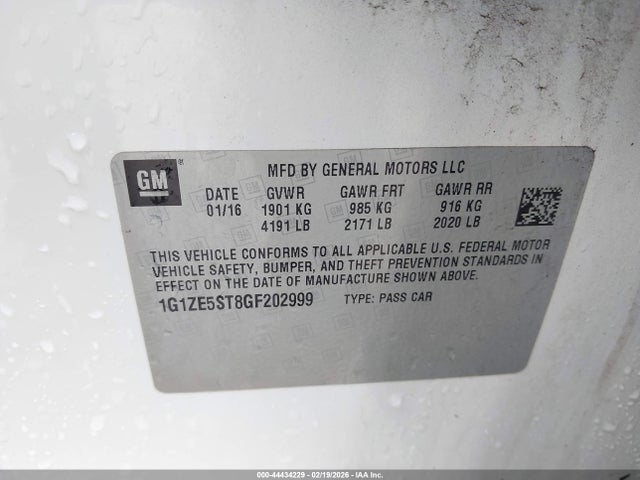 GM ®
MFD BY GENERAL MOTORS LLC
DATE GVWR GAWR FRT GAWR RR
01/16 1901 KG 985 KG 916 KG
4191 LB 2171 LB 2020 LB
THIS VEHICLE CONFORMS TO ALL APPLICABLE U.S. FEDERAL MOTOR
VEHICLE SAFETY, BUMPER, AND THEFT PREVENTION STANDARDS IN
EFFECT ON THE DATE OF MANUFACTURE SHOWN ABOVE.
1G1ZE5ST8GF202999 TYPE: PASS CAR
000-44434229 - 02/19/2026 - IAA Inc.